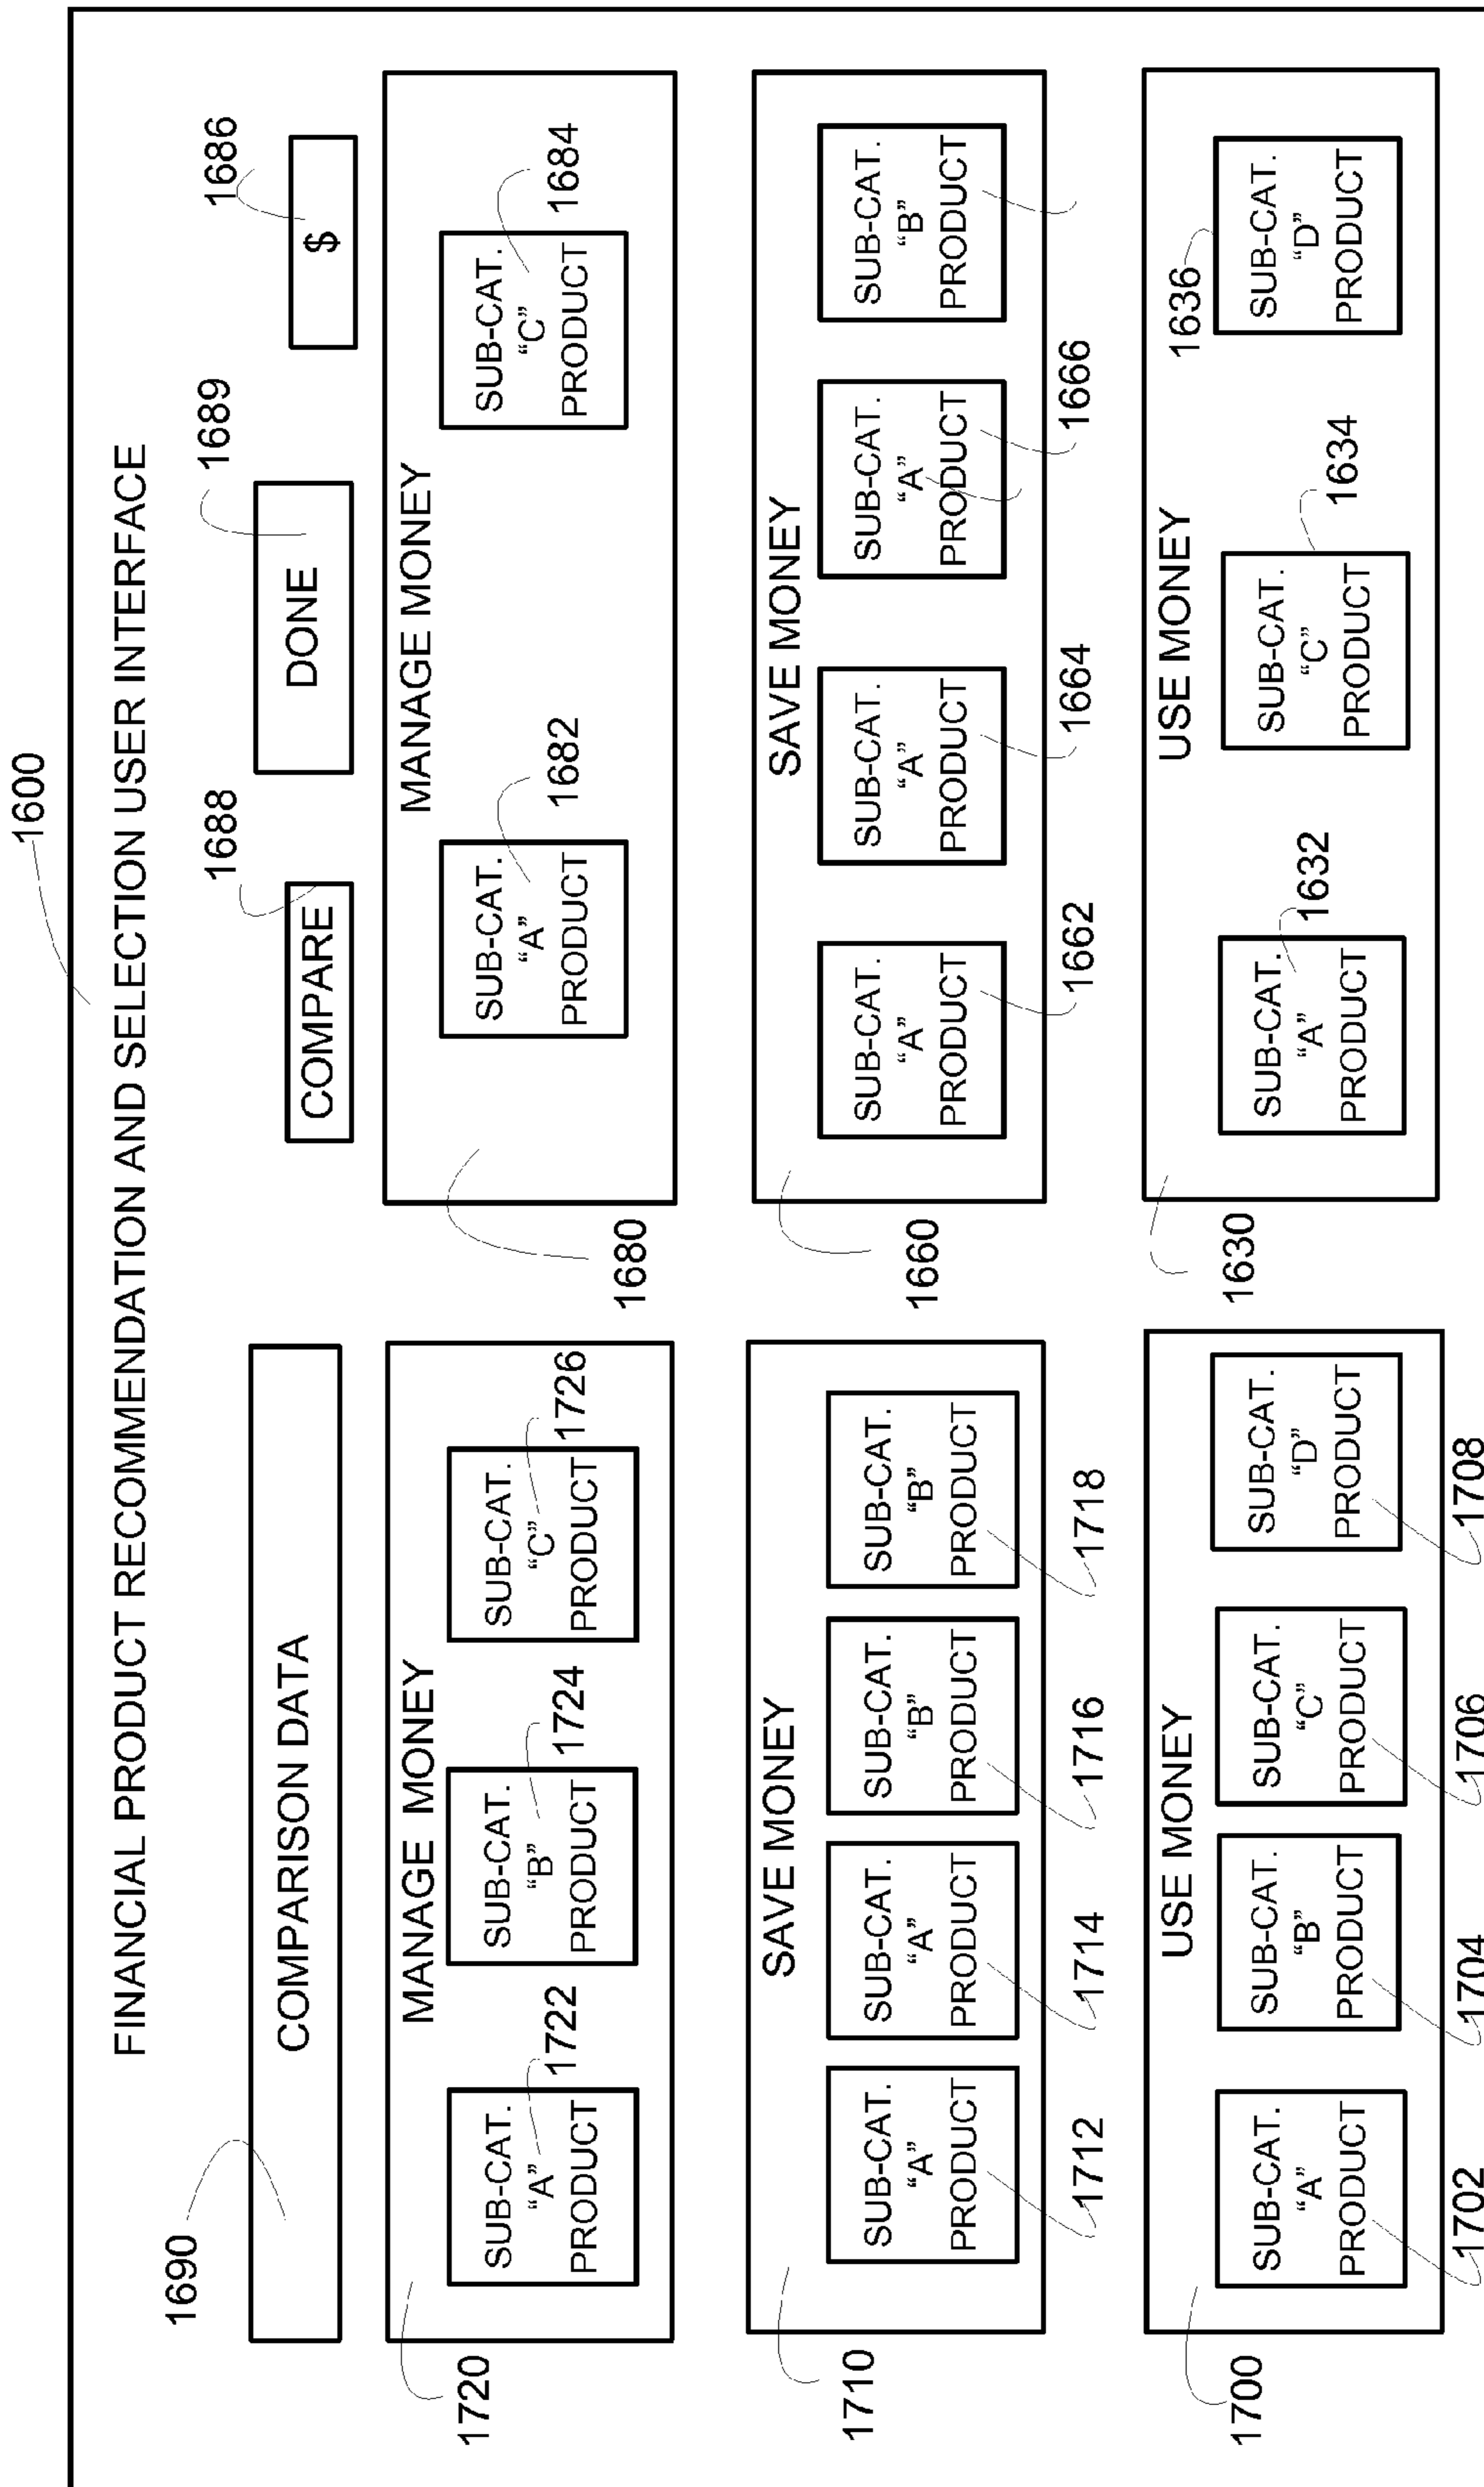 1600
FINANCIAL PRODUCT RECOMMENDATION AND SELECTION USER INTERFACE
1690
COMPARISON DATA
1688
COMPARE
1689
DONE
1686
$
1720
MANAGE MONEY
1722
1724
1726
SUB-CAT.
“A”
PRODUCT
SUB-CAT.
“B”
PRODUCT
SUB-CAT.
“C”
PRODUCT
1680
MANAGE MONEY
SUB-CAT.
“A”
PRODUCT
1682
SUB-CAT.
“C”
PRODUCT
1684
1710
SAVE MONEY
SUB-CAT.
“A”
PRODUCT
SUB-CAT.
“A”
PRODUCT
SUB-CAT.
“B”
PRODUCT
SUB-CAT.
“B”
PRODUCT
1712
1714
1716
1718
1660
SAVE MONEY
SUB-CAT.
“A”
PRODUCT
SUB-CAT.
“A”
PRODUCT
SUB-CAT.
“A”
PRODUCT
SUB-CAT.
“B”
PRODUCT
1662
1664
1666
1700
USE MONEY
SUB-CAT.
“A”
PRODUCT
SUB-CAT.
“B”
PRODUCT
SUB-CAT.
“C”
PRODUCT
SUB-CAT.
“D”
PRODUCT
1702
1704
1706
1708
1630
USE MONEY
SUB-CAT.
“A”
PRODUCT
1632
SUB-CAT.
“C”
PRODUCT
1634
1636
SUB-CAT.
“D”
PRODUCT